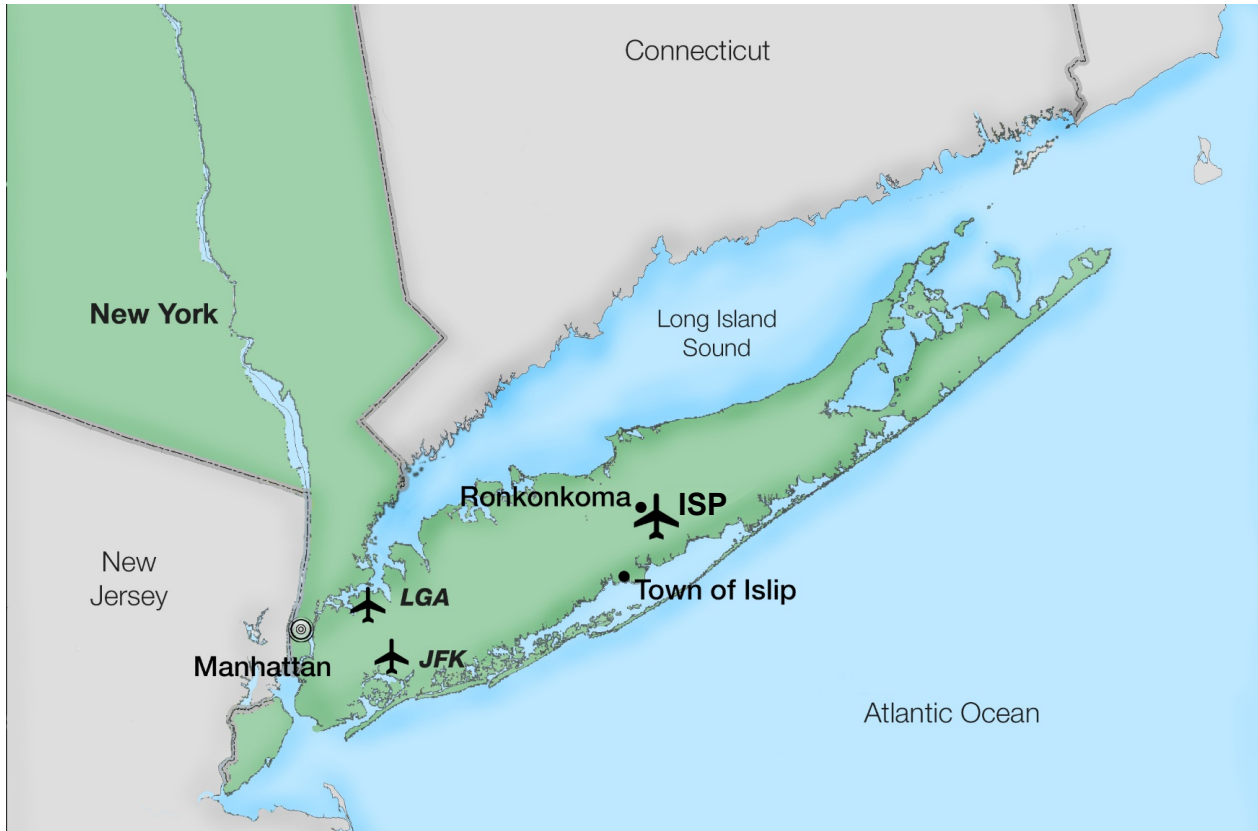 Connecticut
New York
Long Island
Sound
Ronkonkoma
ISP
New
Jersey
LGA
Town of Islip
Manhattan
JFK
Atlantic Ocean